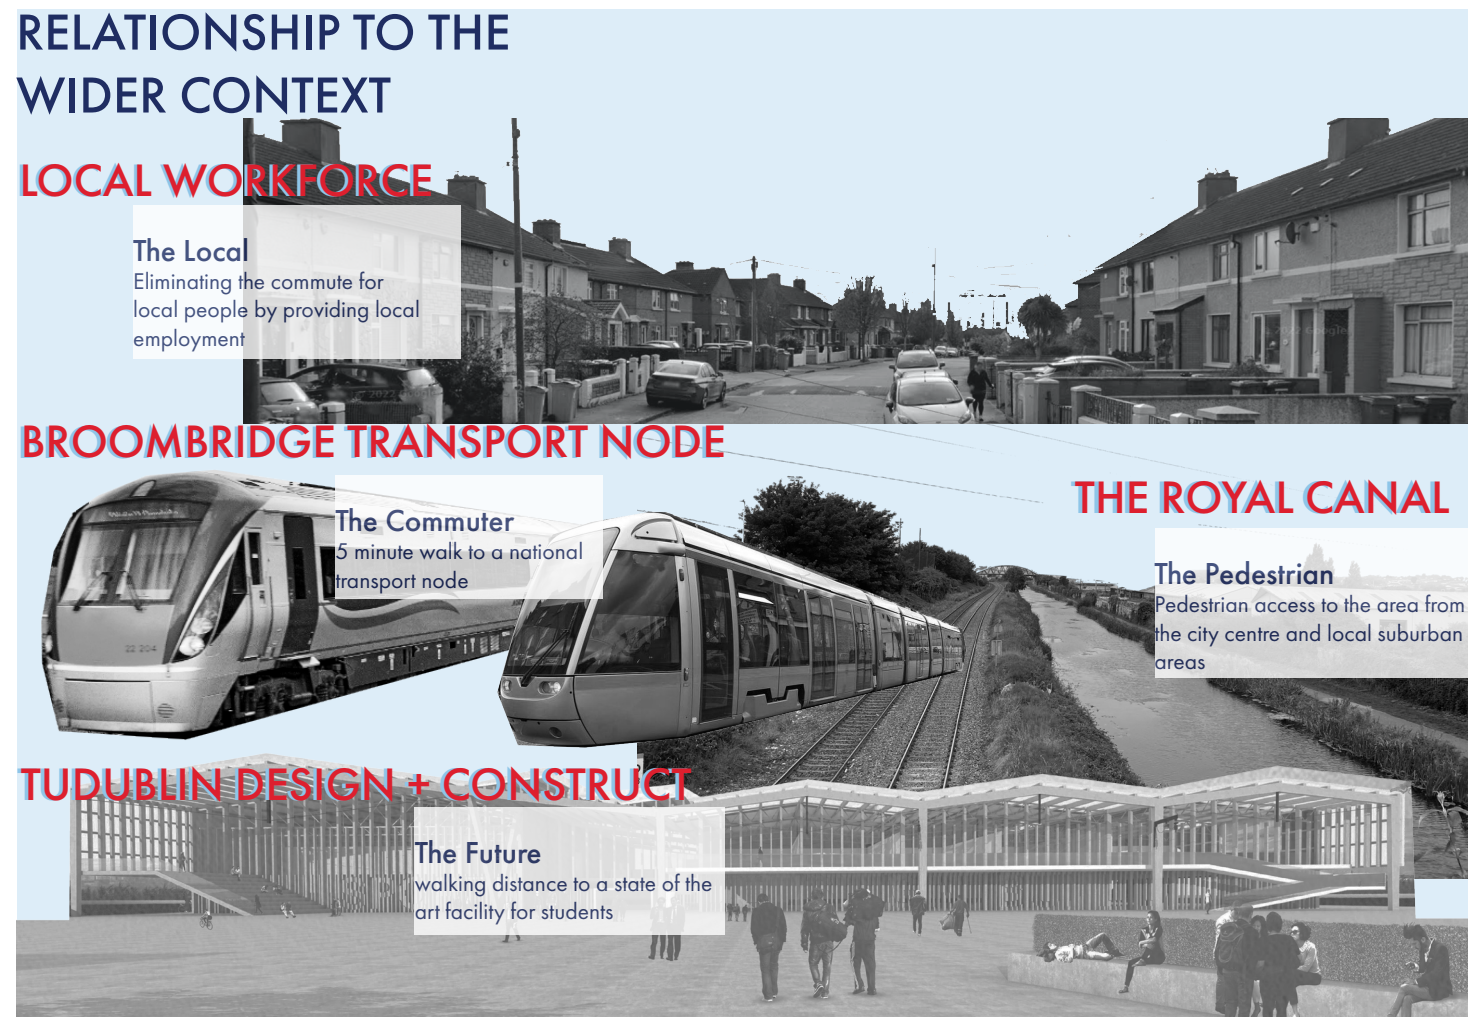 RELATIONSHIP TO THE
WIDER CONTEXT
LOCAL WORKFORCE
The Local
Eliminating the commute for
local people by providing local
employment
BROOMBRIDGE TRANSPORT NODE
The Commuter
5 minute walk to a national
transport node
22 204
THE ROYAL CANAL
The Pedestrian
Pedestrian access to the area from
the city centre and local suburban
areas
TUDUBLIN DESIGN + CONSTRUCT
The Future
walking distance to a state of the
art facility for students